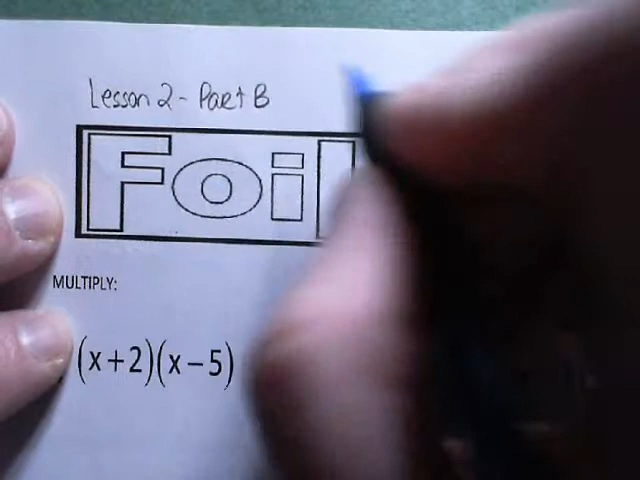 Lesson 2 - Part B
Foil
MULTIPLY:
(x+2)(x−5)